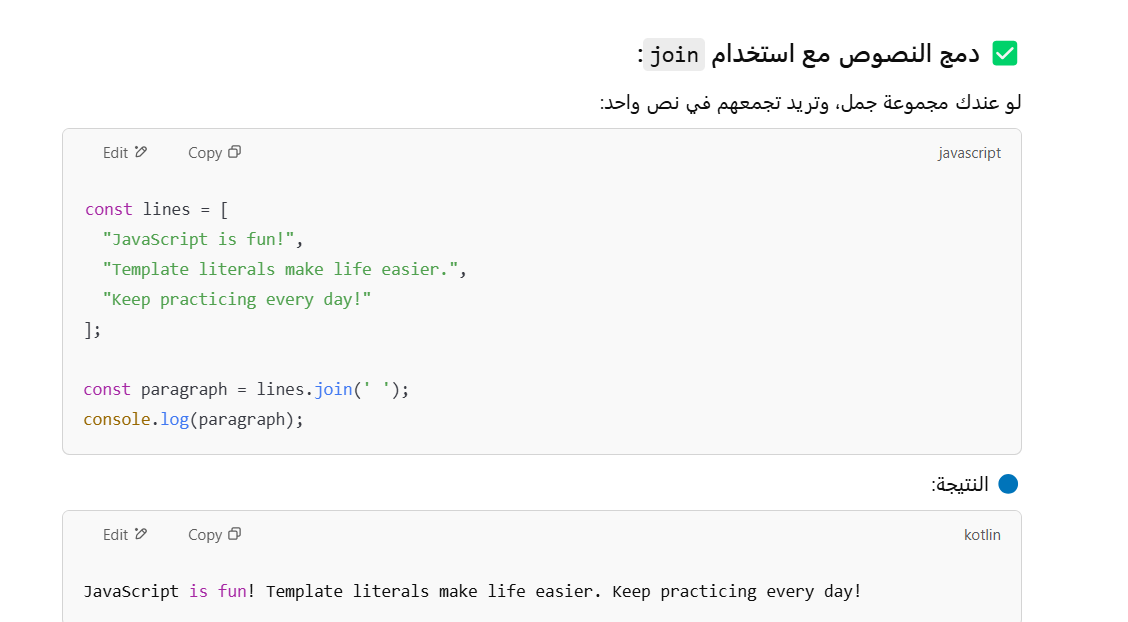 ✅ دمج النصوص مع استخدام join:
لو عندك مجموعة جمل، وتريد تجمعهم في نص واحد:
javascript Copy Edit
const lines = [
  "JavaScript is fun!",
  "Template literals make life easier.",
  "Keep practicing every day!"
];
const paragraph = lines.join(' ');
console.log(paragraph);
🔵 النتيجة:
kotlin Copy Edit
JavaScript is fun! Template literals make life easier. Keep practicing every day!